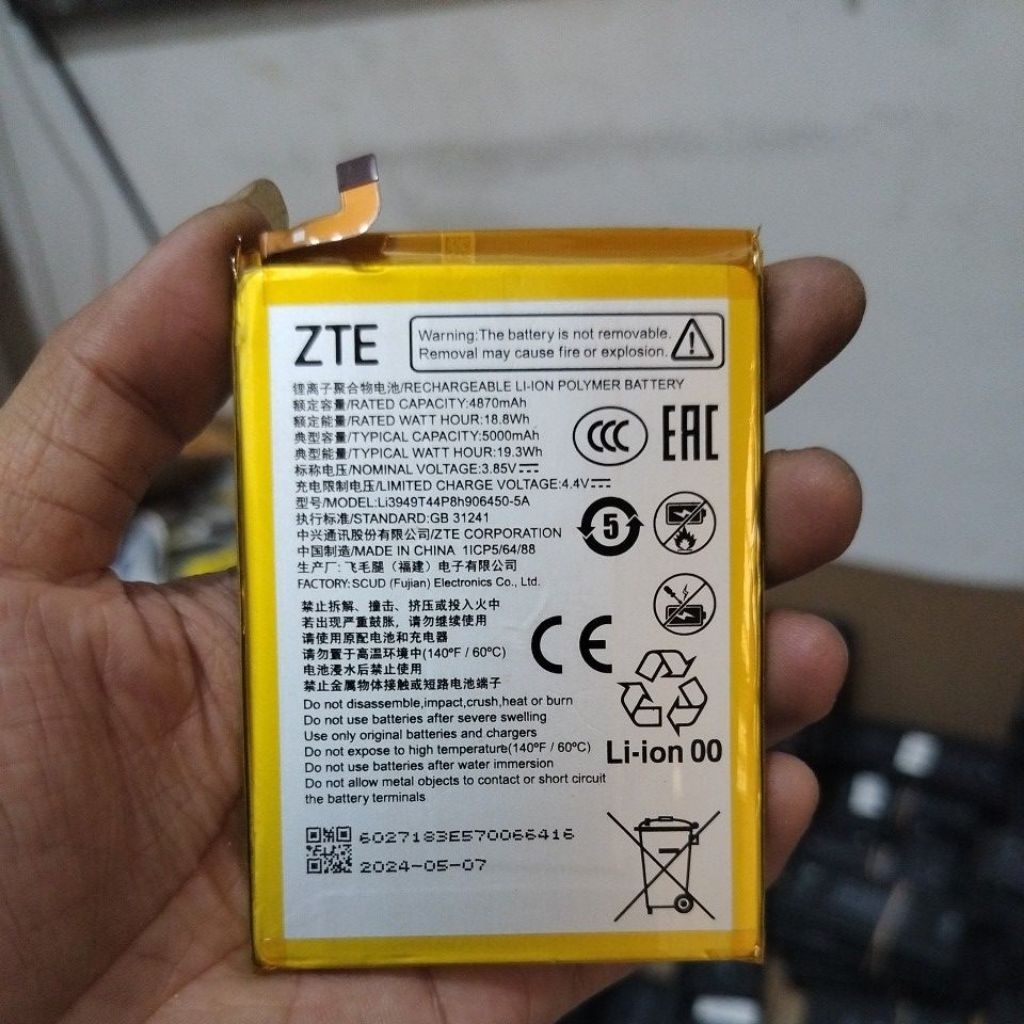 ZTE
Warning:The battery is not removable.
Removal may cause fire or explosion.
锂离子聚合物电池/RECHARGEABLE LI-ION POLYMER BATTERY
额定容量/RATED CAPACITY:4870mAh
额定能量/RATED WATT HOUR:18.8Wh
典型容量/TYPICAL CAPACITY:5000mAh
典型能量/TYPICAL WATT HOUR:19.3Wh
标称电压/NOMINAL VOLTAGE:3.85V⎓
充电限制电压/LIMITED CHARGE VOLTAGE:4.4V⎓
型号/MODEL:Li3949T44P8h906450-5A
执行标准/STANDARD:GB 31241
中兴通讯股份有限公司/ZTE CORPORATION
中国制造/MADE IN CHINA 1ICP5/64/88
生产厂: 飞毛腿（福建）电子有限公司
FACTORY: SCUD (Fujian) Electronics Co., Ltd.
CCC
EAC
5
禁止拆解、撞击、挤压或投入火中
若出现严重鼓胀，请勿继续使用
请使用原配电池和充电器
请勿置于高温环境中(140ºF / 60ºC)
电池浸水后禁止使用
禁止金属物体接触或短路电池端子
CE
Do not disassemble,impact,crush,heat or burn
Do not use batteries after severe swelling
Use only original batteries and chargers
Do not expose to high temperature(140ºF / 60ºC)
Do not use batteries after water immersion
Do not allow metal objects to contact or short circuit
the battery terminals
Li-ion 00
6027183E570066416
2024-05-07